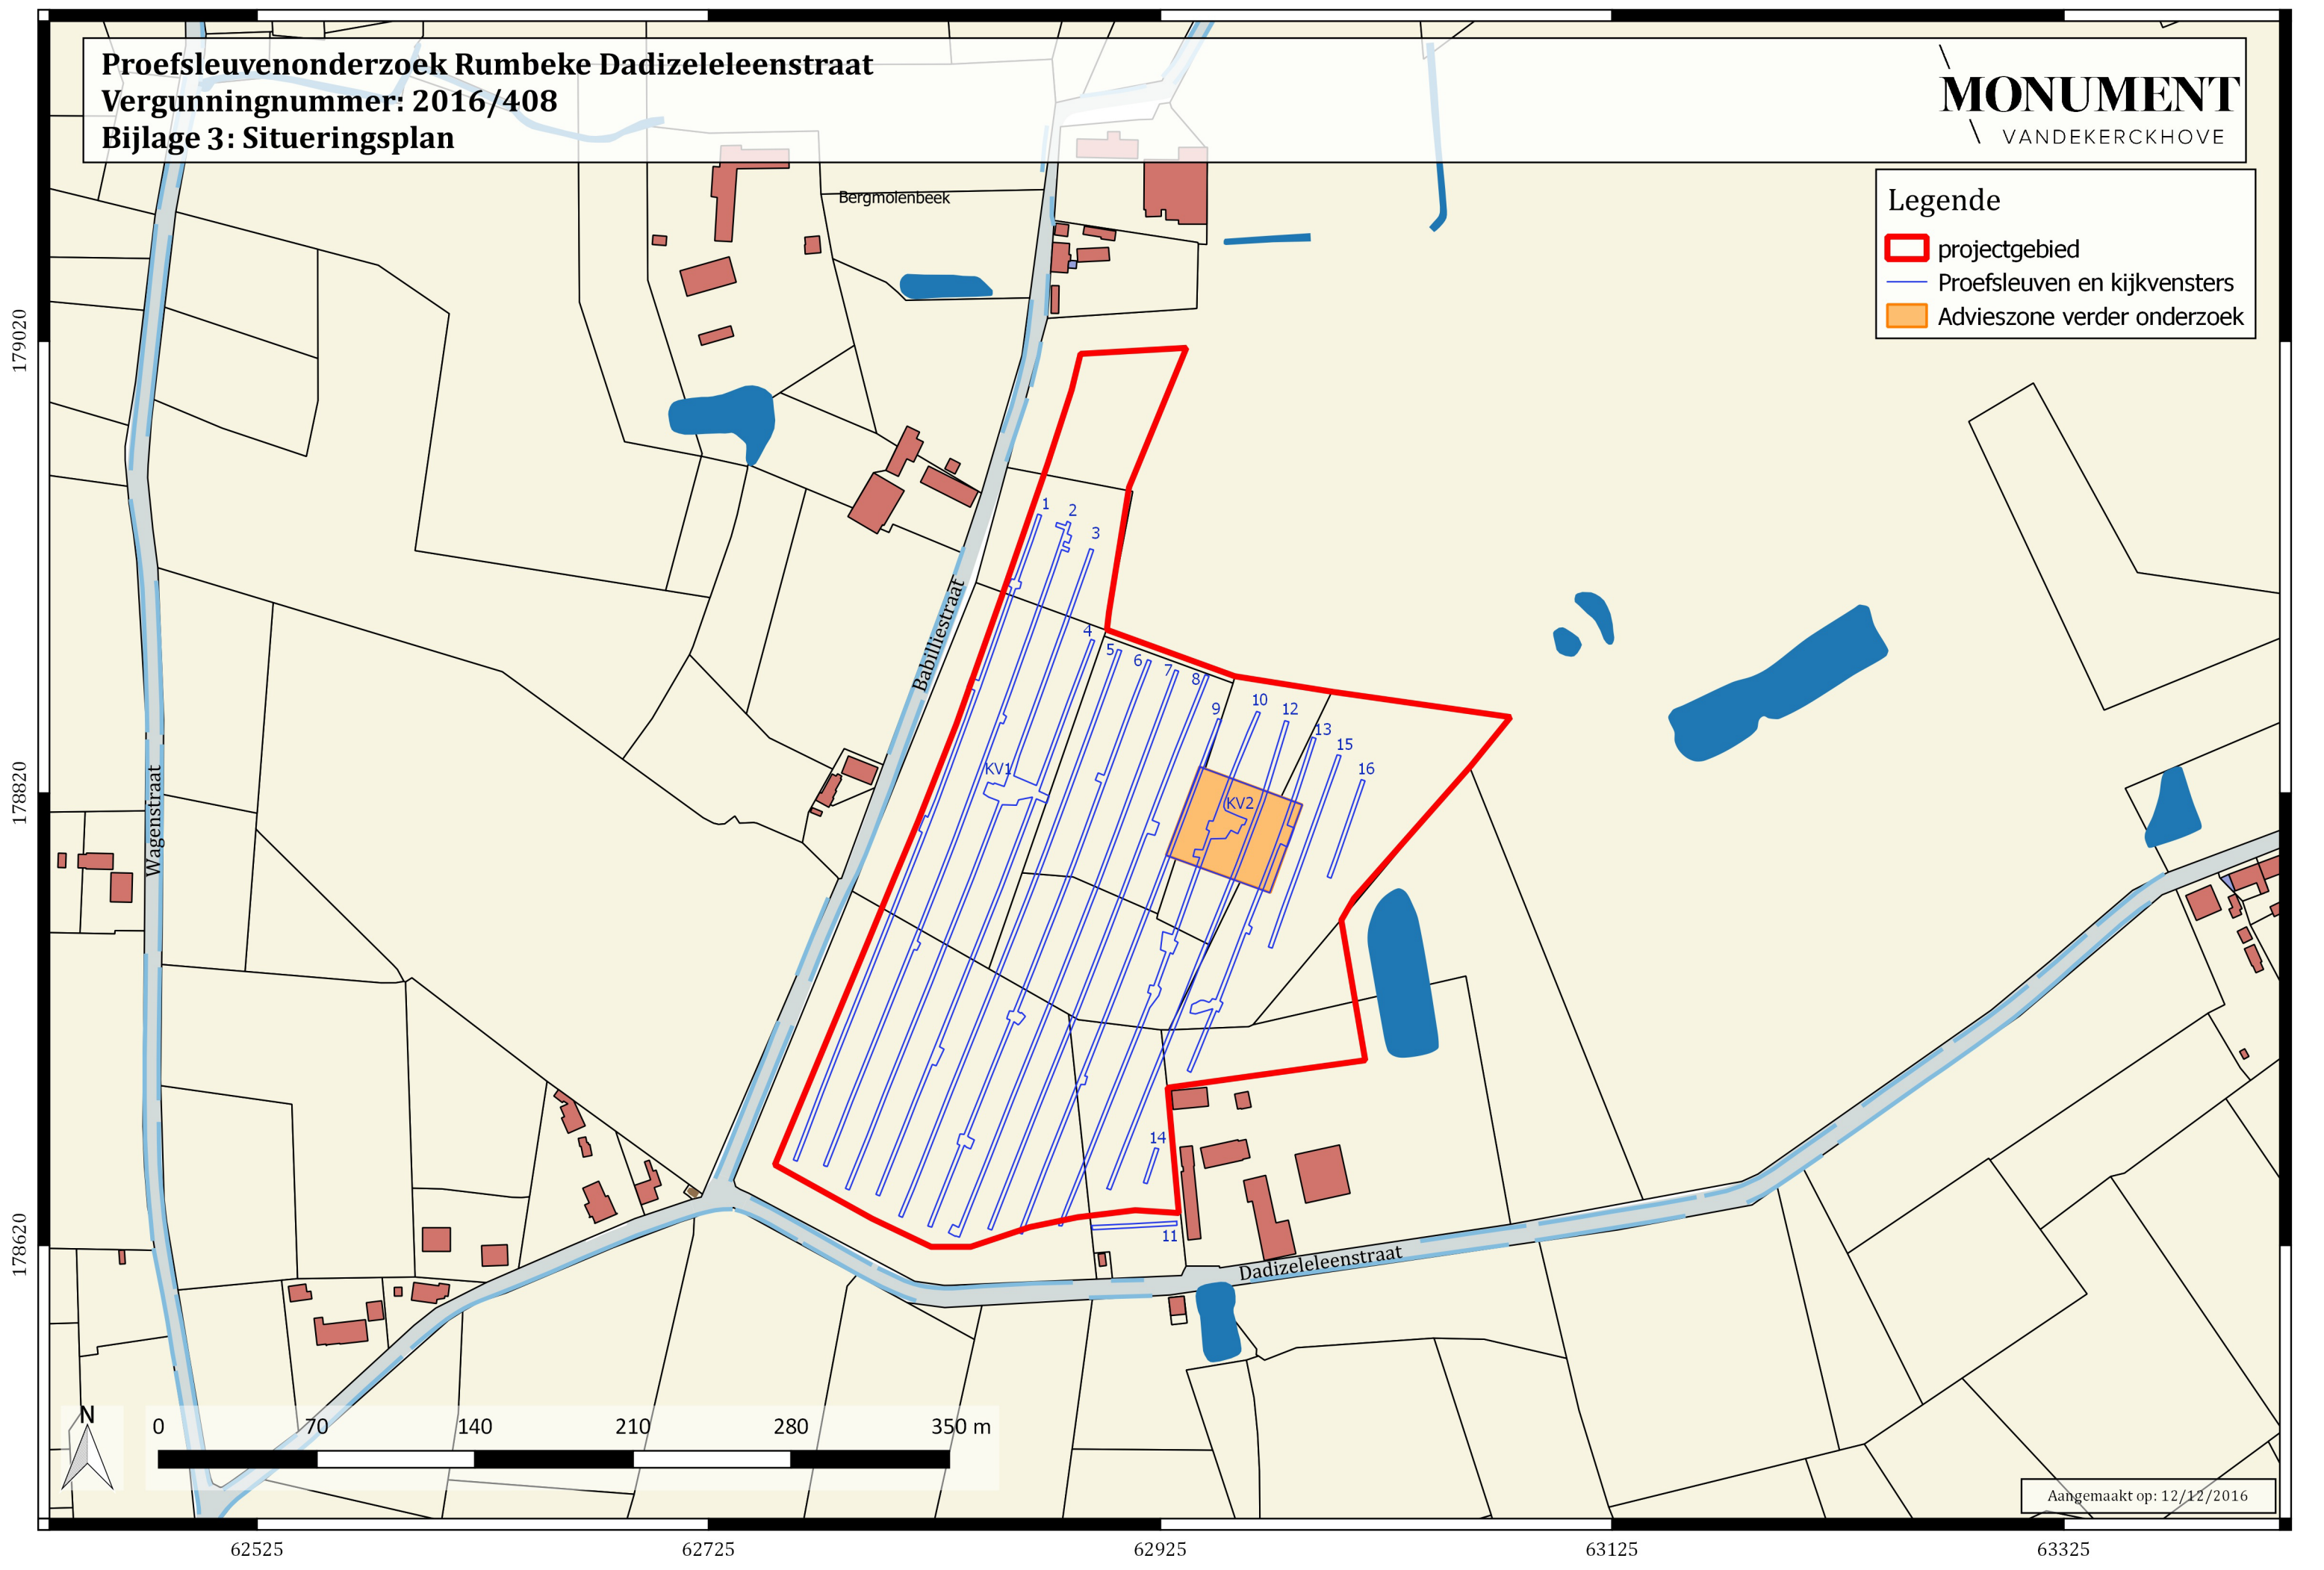 Proefsleuvenonderzoek Rumbeke Dadizeleleenstraat
Vergunningnummer: 2016/408
Bijlage 3: Situeringsplan
MONUMENT
VANDEKERCKHOVE
Legende
projectgebied
Proefsleuven en kijkvensters
Advieszone verder onderzoek
Bergmolenbeek
179020
1
2
3
Babilliestraat
4
5
6
7
8
9
10
12
13
15
16
KV1
KV2
178820
Wagenstraat
14
11
178620
Dadizeleleenstraat
N
0 70 140 210 280 350 m
Aangemaakt op: 12/12/2016
62525 62725 62925 63125 63325